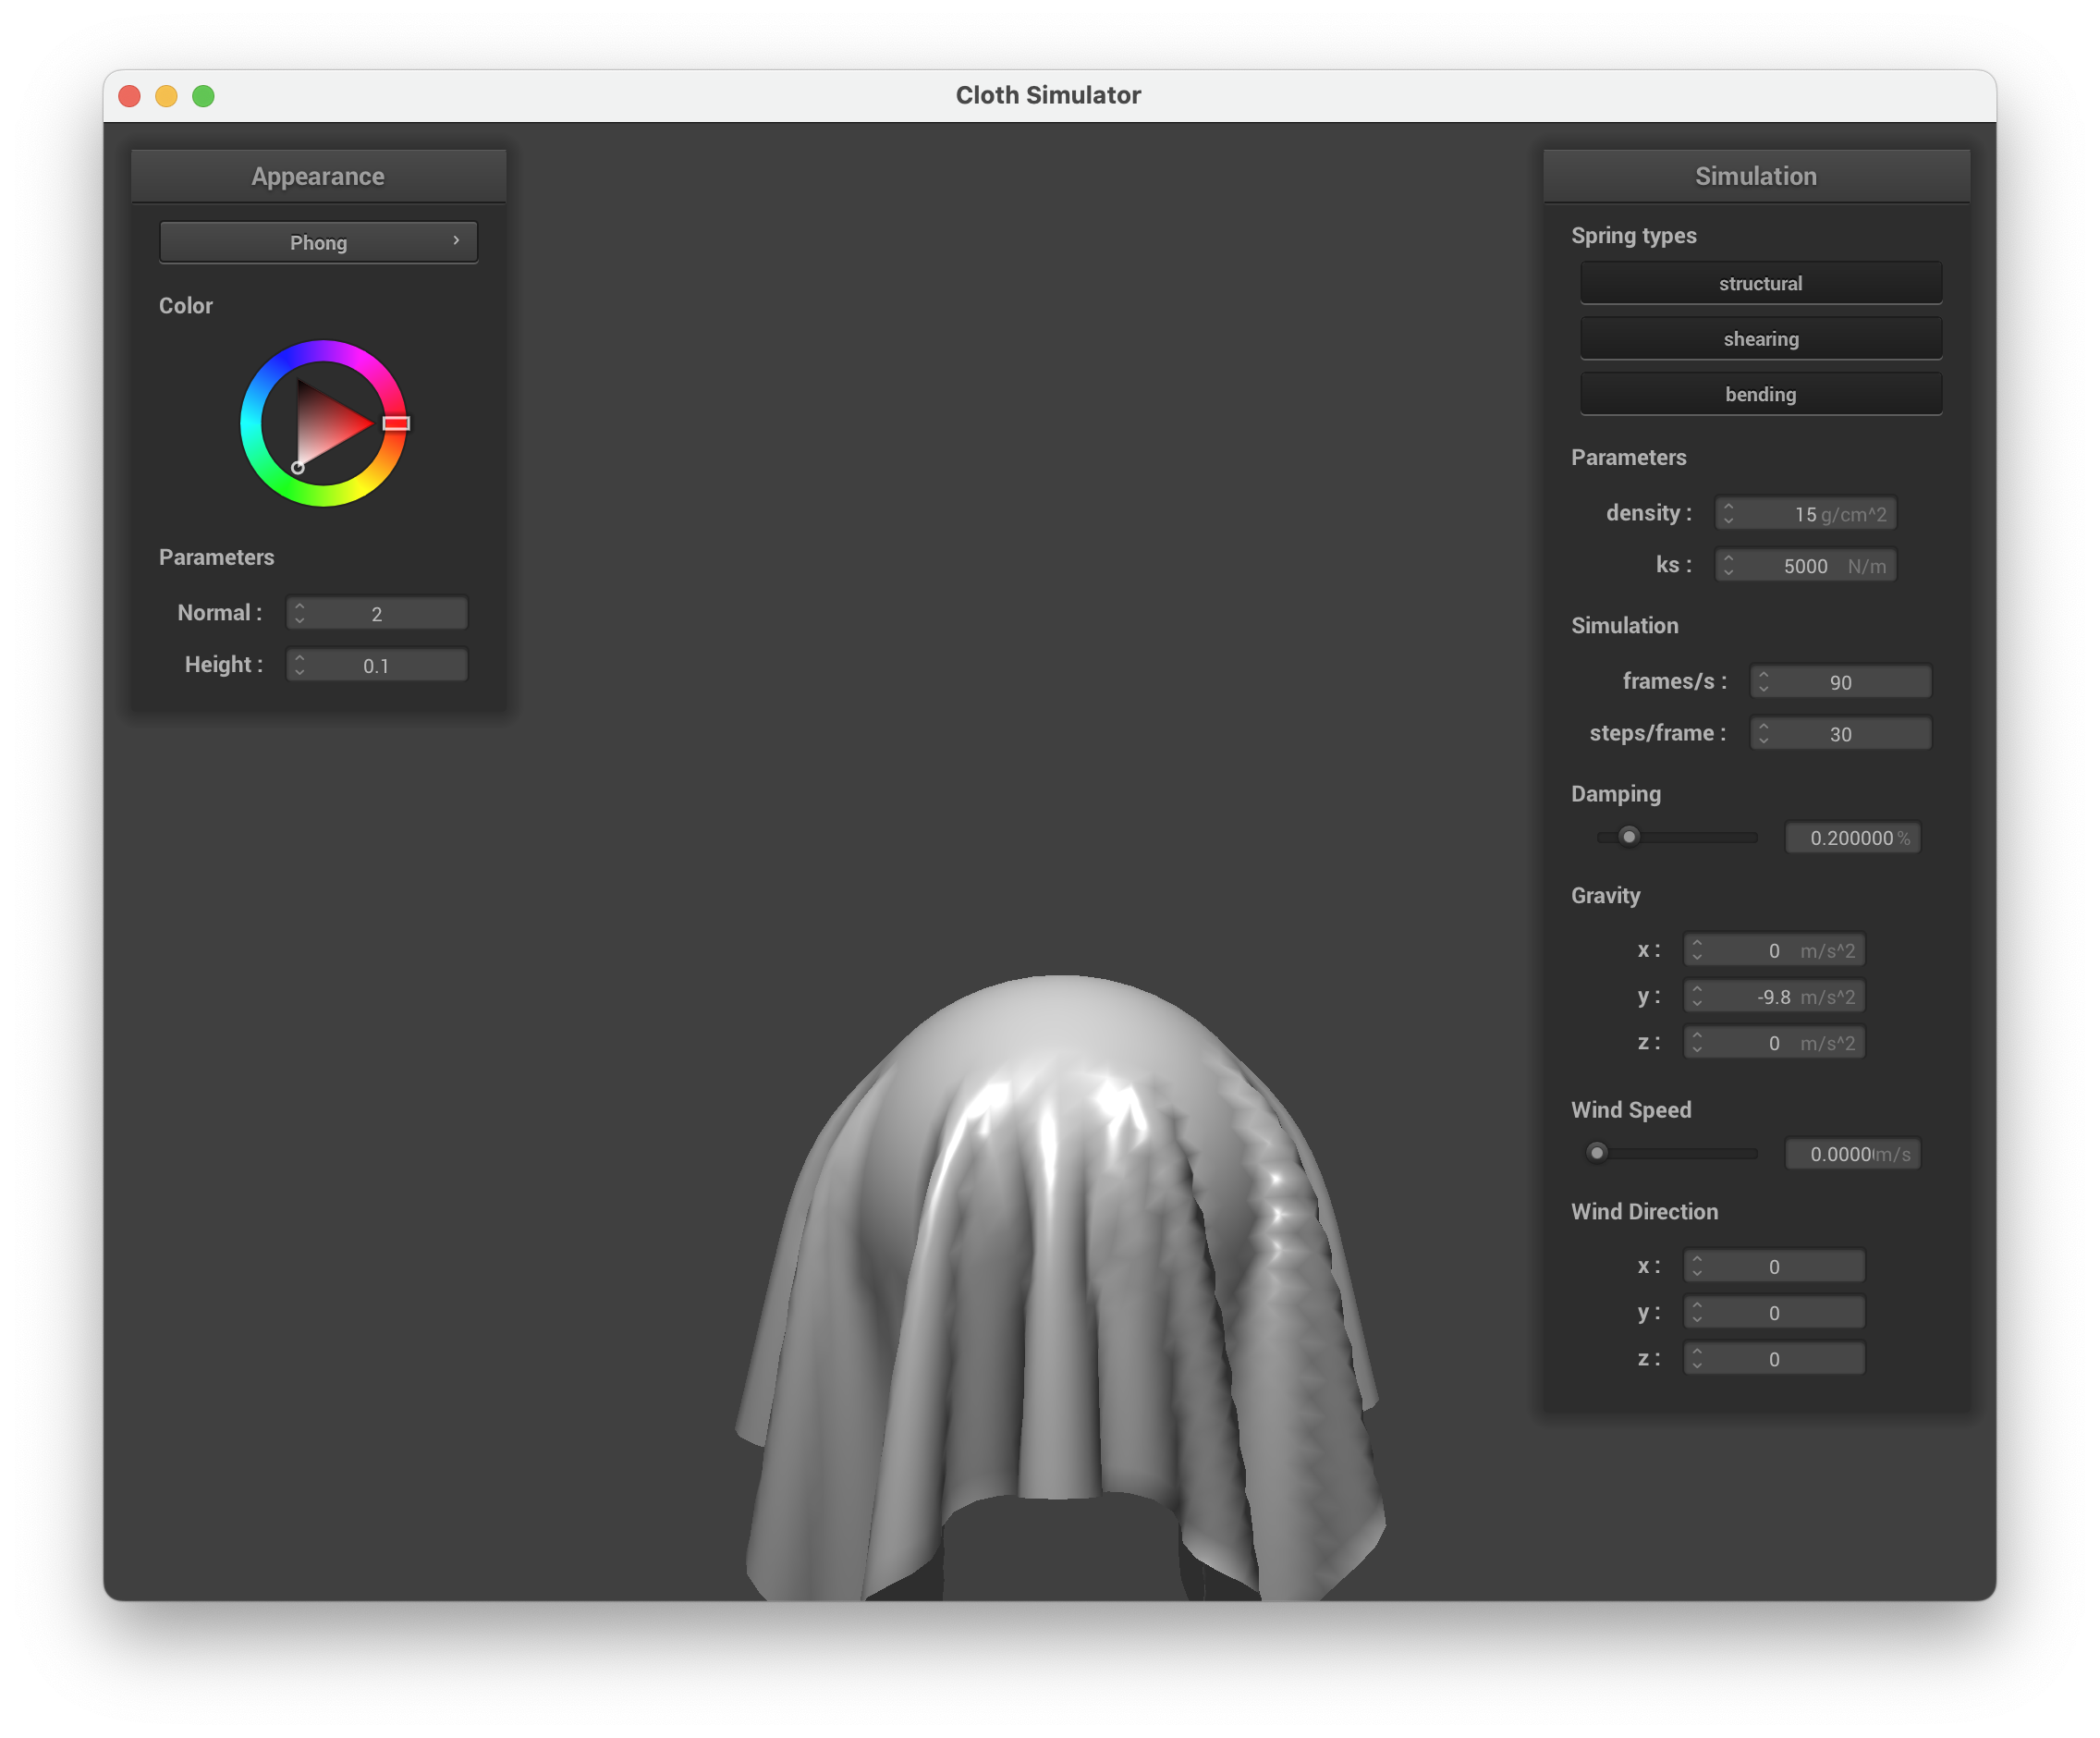 Cloth Simulator
Appearance
Phong
Color
Parameters
Normal : 2
Height : 0.1
Simulation
Spring types
structural
shearing
bending
Parameters
density : 15 g/cm^2
ks : 5000 N/m
Simulation
frames/s : 90
steps/frame : 30
Damping
0.200000 %
Gravity
x : 0 m/s^2
y : -9.8 m/s^2
z : 0 m/s^2
Wind Speed
0.0000 m/s
Wind Direction
x : 0
y : 0
z : 0